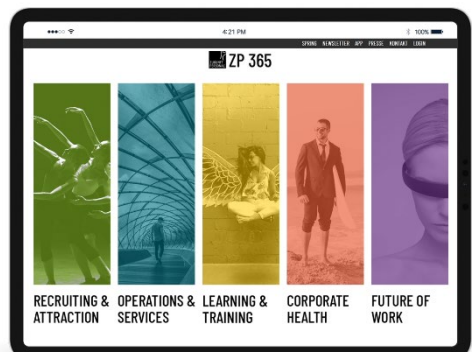 4:21 PM
100%
SPRING NEWSLETTER APP PRESSE KONTAKT LOGIN
ZP 365
RECRUITING &
ATTRACTION
OPERATIONS &
SERVICES
LEARNING &
TRAINING
CORPORATE
HEALTH
FUTURE OF
WORK